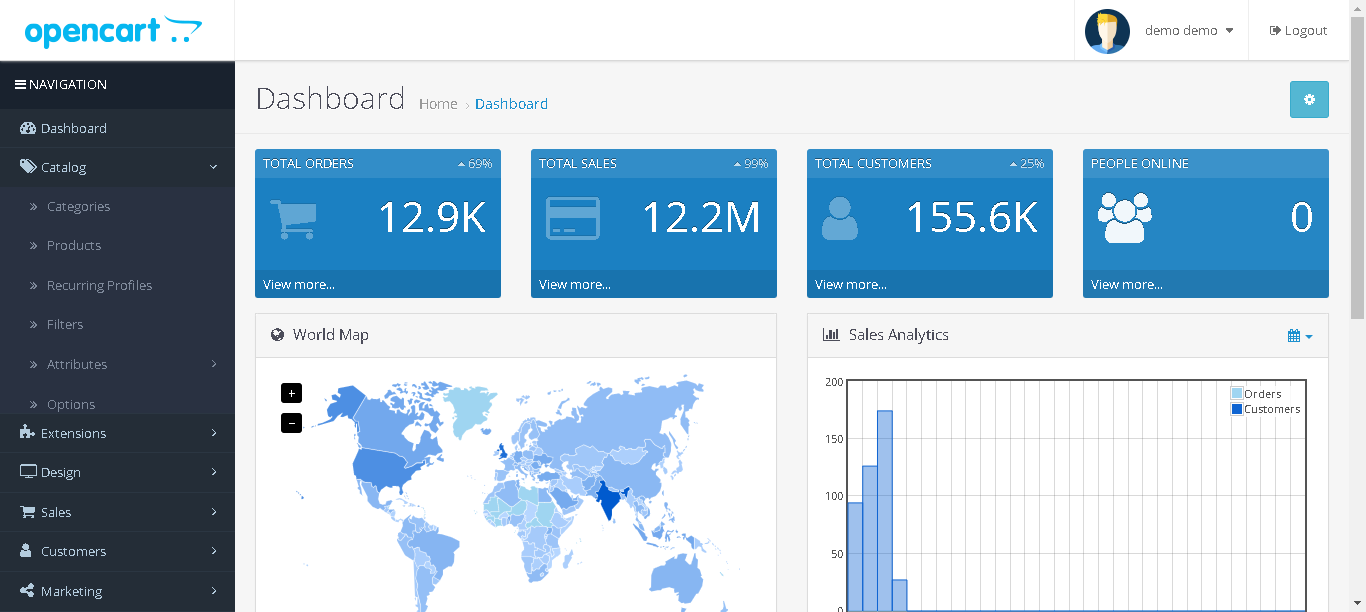 opencart
demo demo
Logout
NAVIGATION
Dashboard
Catalog
Categories
Products
Recurring Profiles
Filters
Attributes
Options
Extensions
Design
Sales
Customers
Marketing
Dashboard Home › Dashboard
TOTAL ORDERS 69%
12.9K
View more...
TOTAL SALES 99%
12.2M
View more...
TOTAL CUSTOMERS 25%
155.6K
View more...
PEOPLE ONLINE
0
View more...
World Map
+
−
Sales Analytics
200
150
100
50
0
Orders
Customers